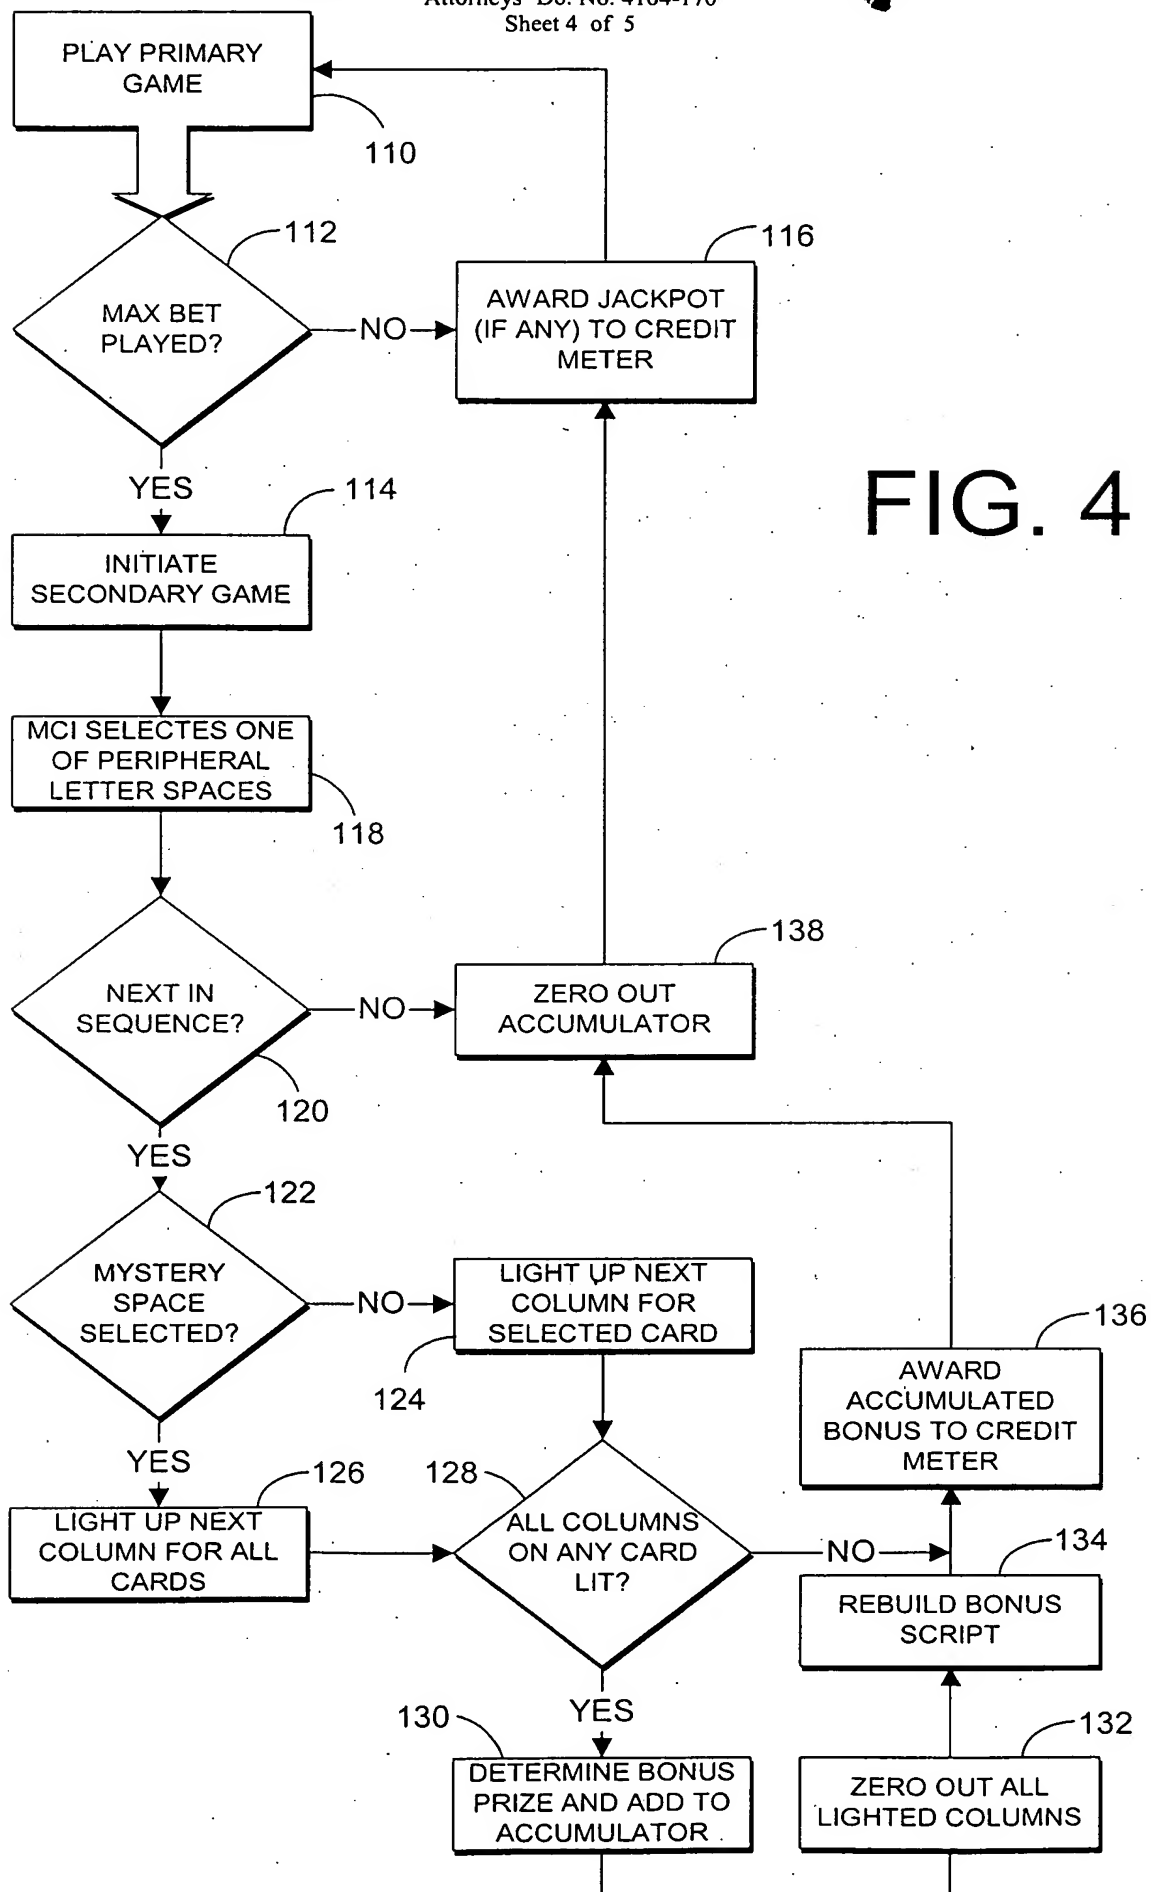 Sheet 4 of 5
PLAY PRIMARY
GAME
110
112
MAX BET
PLAYED?
NO
116
AWARD JACKPOT
(IF ANY) TO CREDIT
METER
YES
FIG. 4
114
INITIATE
SECONDARY GAME
MCI SELECTES ONE
OF PERIPHERAL
LETTER SPACES
118
NEXT IN
SEQUENCE?
120
NO
138
ZERO OUT
ACCUMULATOR
YES
122
MYSTERY
SPACE
SELECTED?
NO
LIGHT UP NEXT
COLUMN FOR
SELECTED CARD
124
136
AWARD
ACCUMULATED
BONUS TO CREDIT
METER
YES
126
LIGHT UP NEXT
COLUMN FOR ALL
CARDS
128
ALL COLUMNS
ON ANY CARD
LIT?
NO
134
REBUILD BONUS
SCRIPT
YES
130
DETERMINE BONUS
PRIZE AND ADD TO
ACCUMULATOR
132
ZERO OUT ALL
LIGHTED COLUMNS